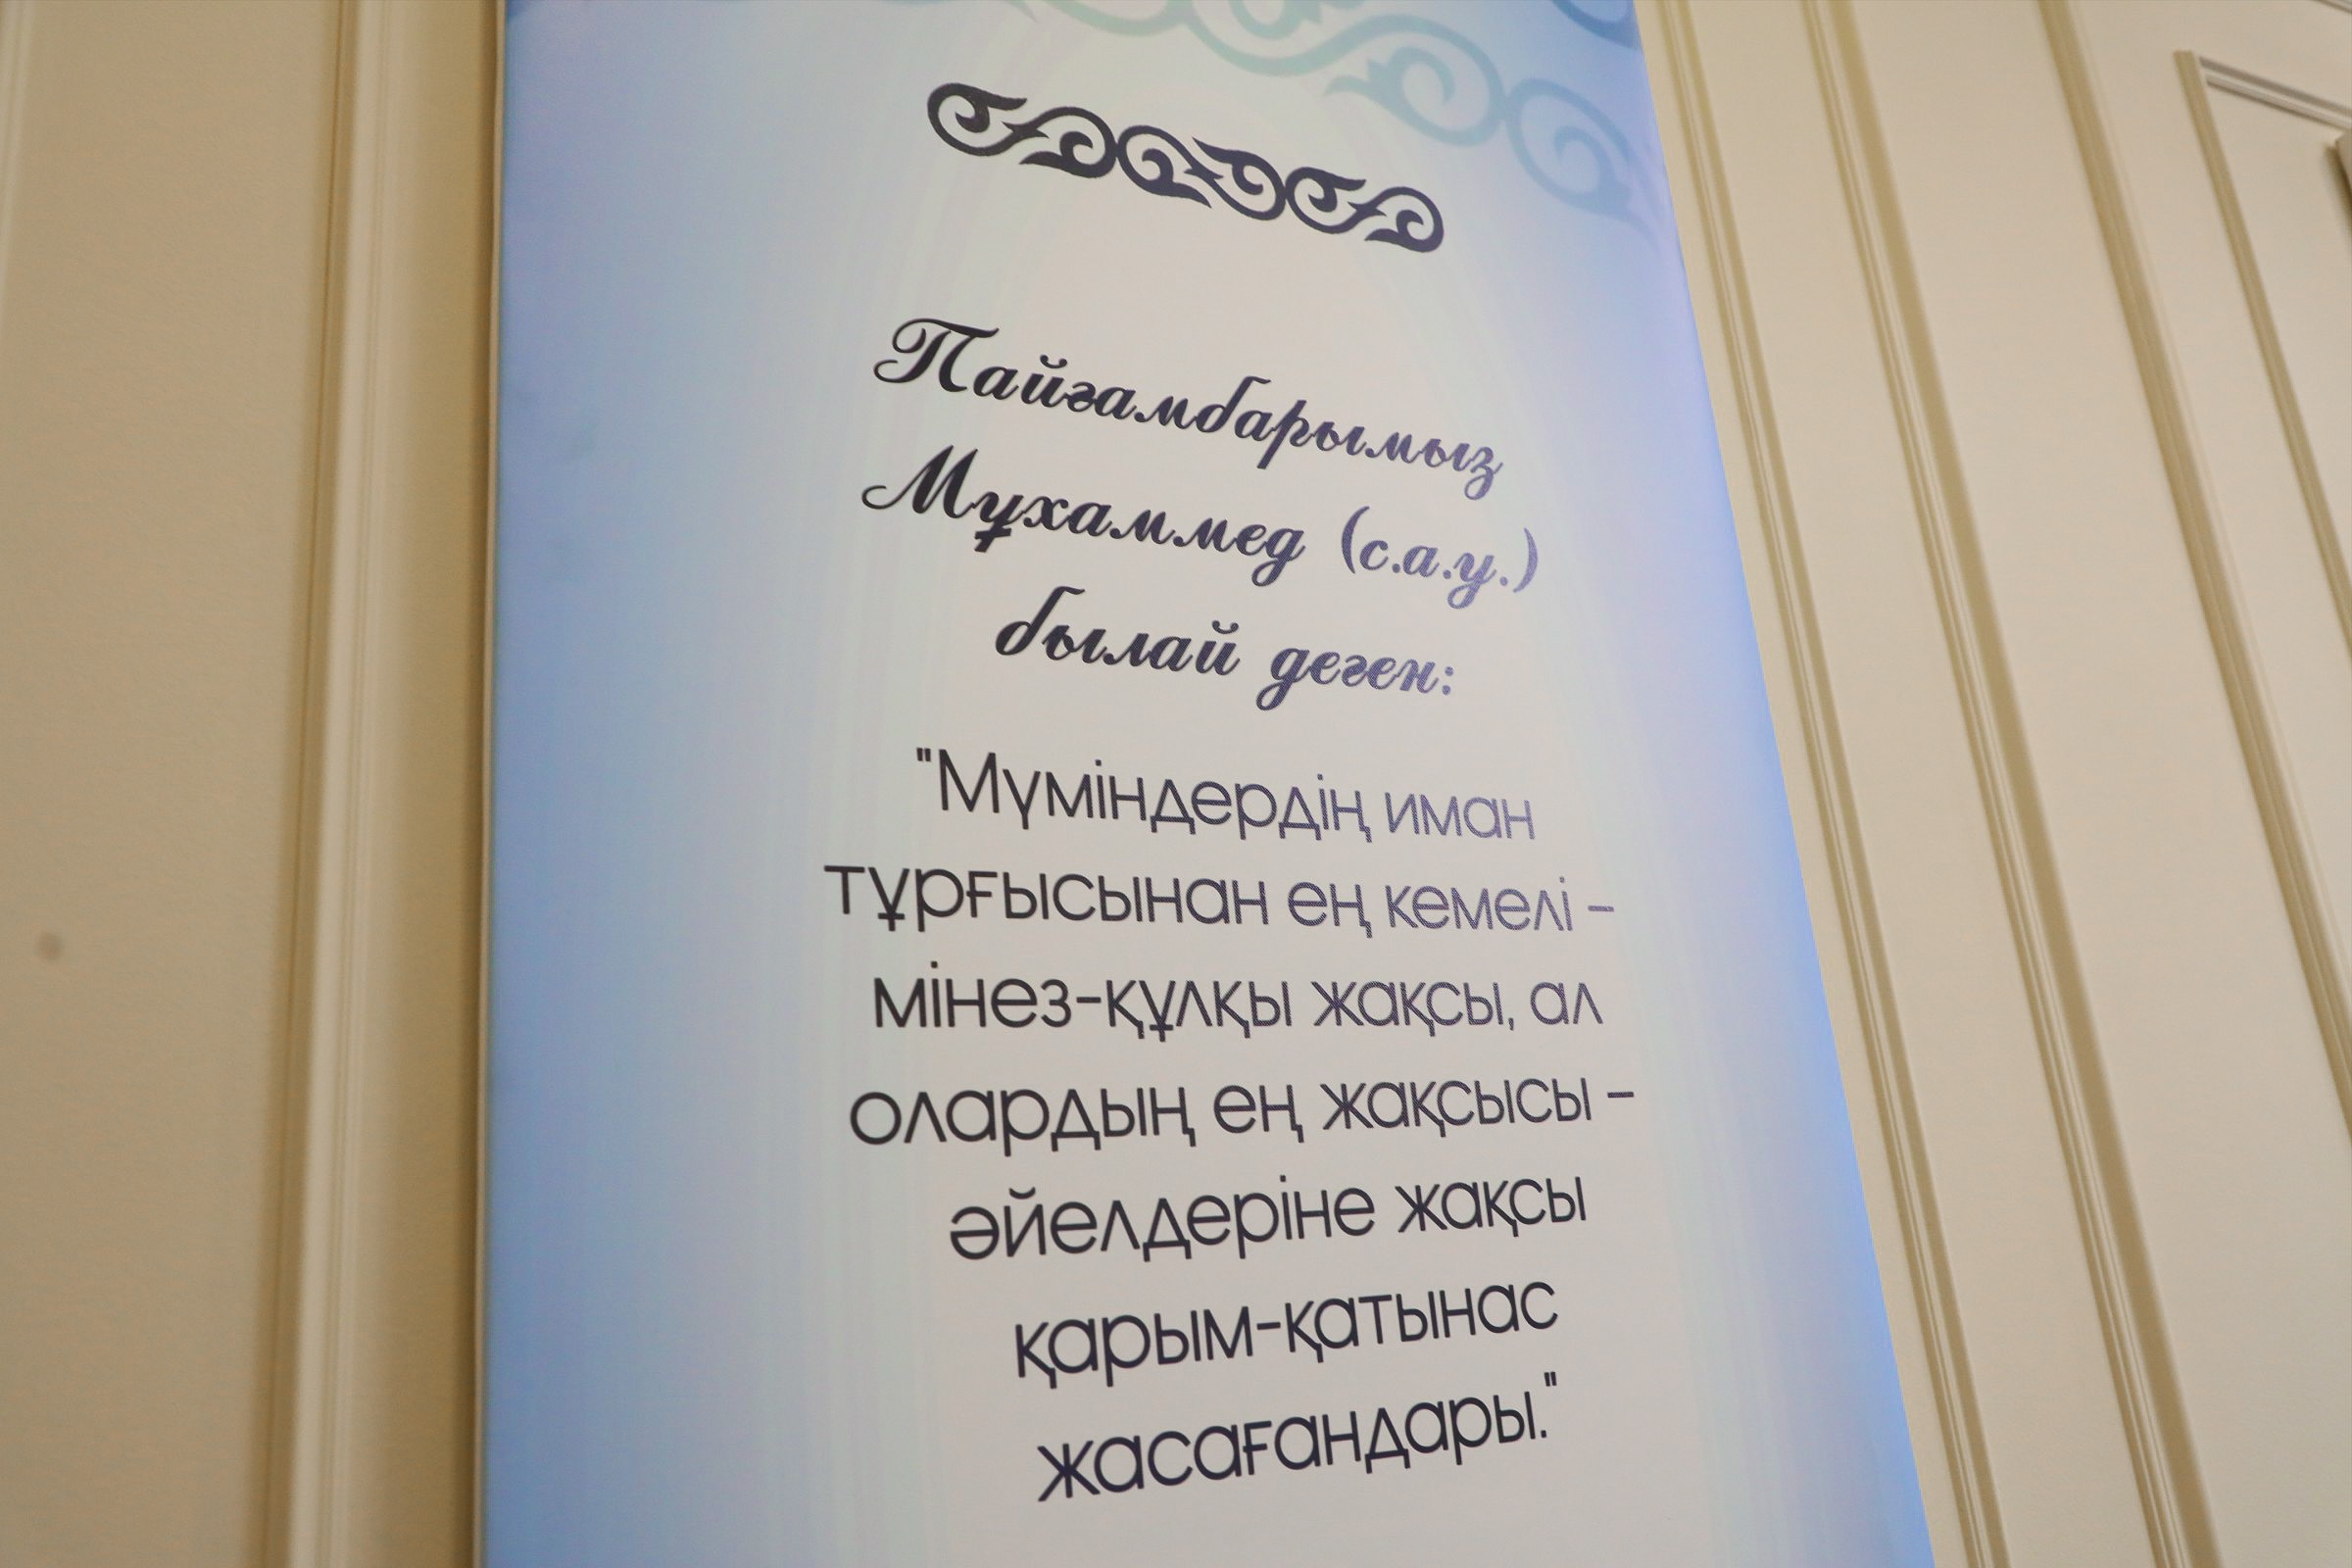 Пайғамбарымыз
Мұхаммед (с.а.у.)
былай деген:
"Мүміндердің иман
тұрғысынан ең кемелі –
мінез-құлқы жақсы, ал
олардың ең жақсысы –
әйелдеріне жақсы
қарым-қатынас
жасағандары."